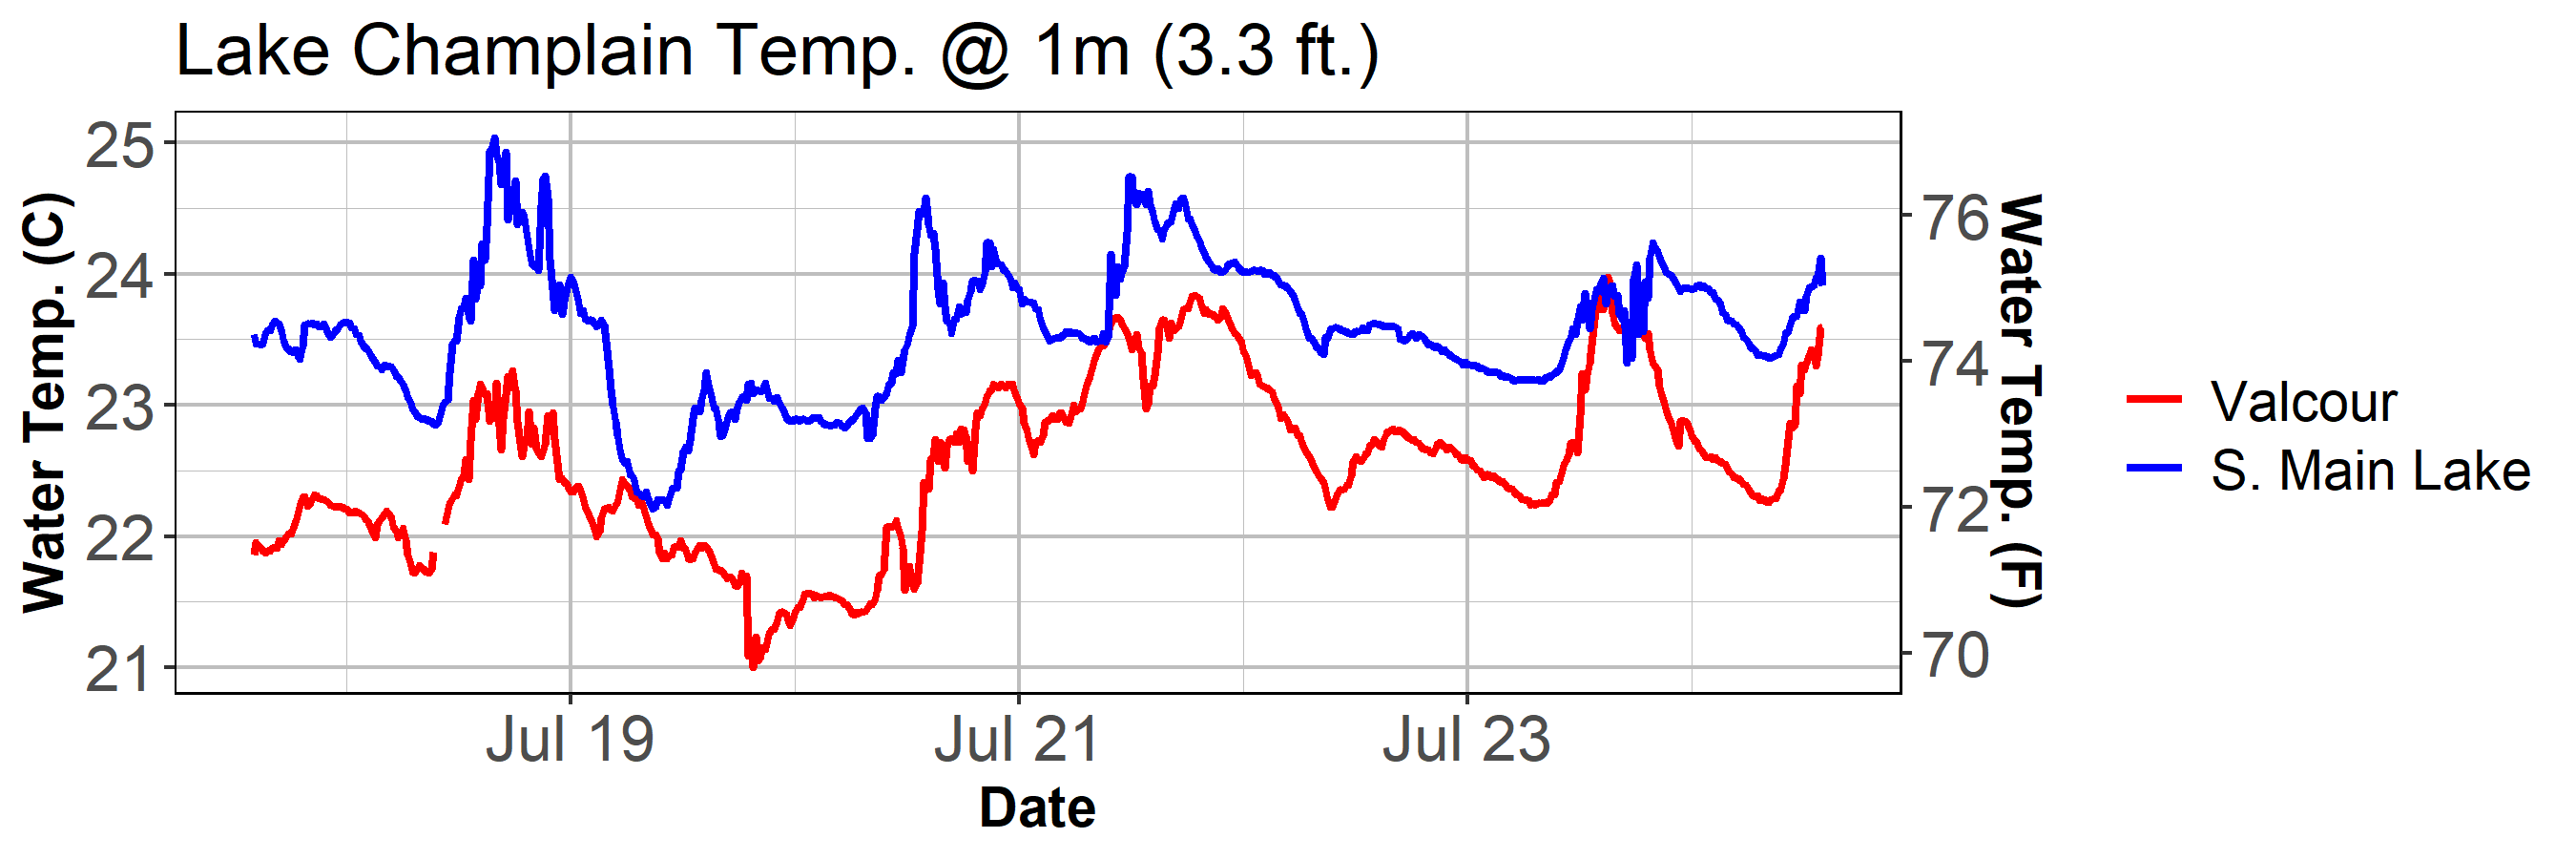 Lake Champlain Temp. @ 1m (3.3 ft.)
Water Temp. (C)
25
24
23
22
21
76
74
72
70
Water Temp. (F)
Jul 19
Jul 21
Jul 23
Date
Valcour
S. Main Lake